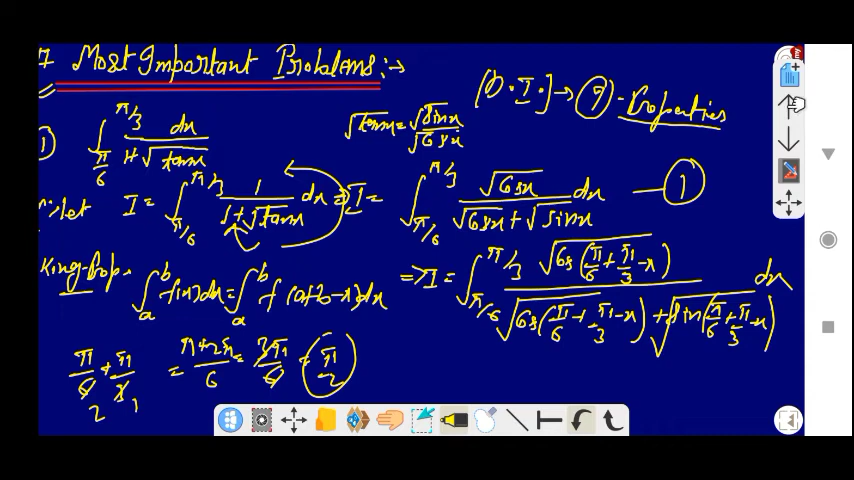 7 Most Important Problems:→
[D.I.]→ 9 - Properties
1) ∫_{π/6}^{π/3} dx / 1+√tanx
√tanx = √sinx / √cosx
let I = ∫_{π/6}^{π/3} 1 / 1+√tanx dx ⇒ I = ∫_{π/6}^{π/3} √cosx / √cosx + √sinx dx — 1
King Prop. ∫_a^b f(x)dx = ∫_a^b f(a+b-x)dx
⇒ I = ∫_{π/6}^{π/3} √cos(π/6 + π/3 - x) / √cos(π/6 + π/3 - x) + √sin(π/6 + π/3 - x) dx
π/6 + π/3 = π+2π / 6 = 3π/6 = π/2
2 1